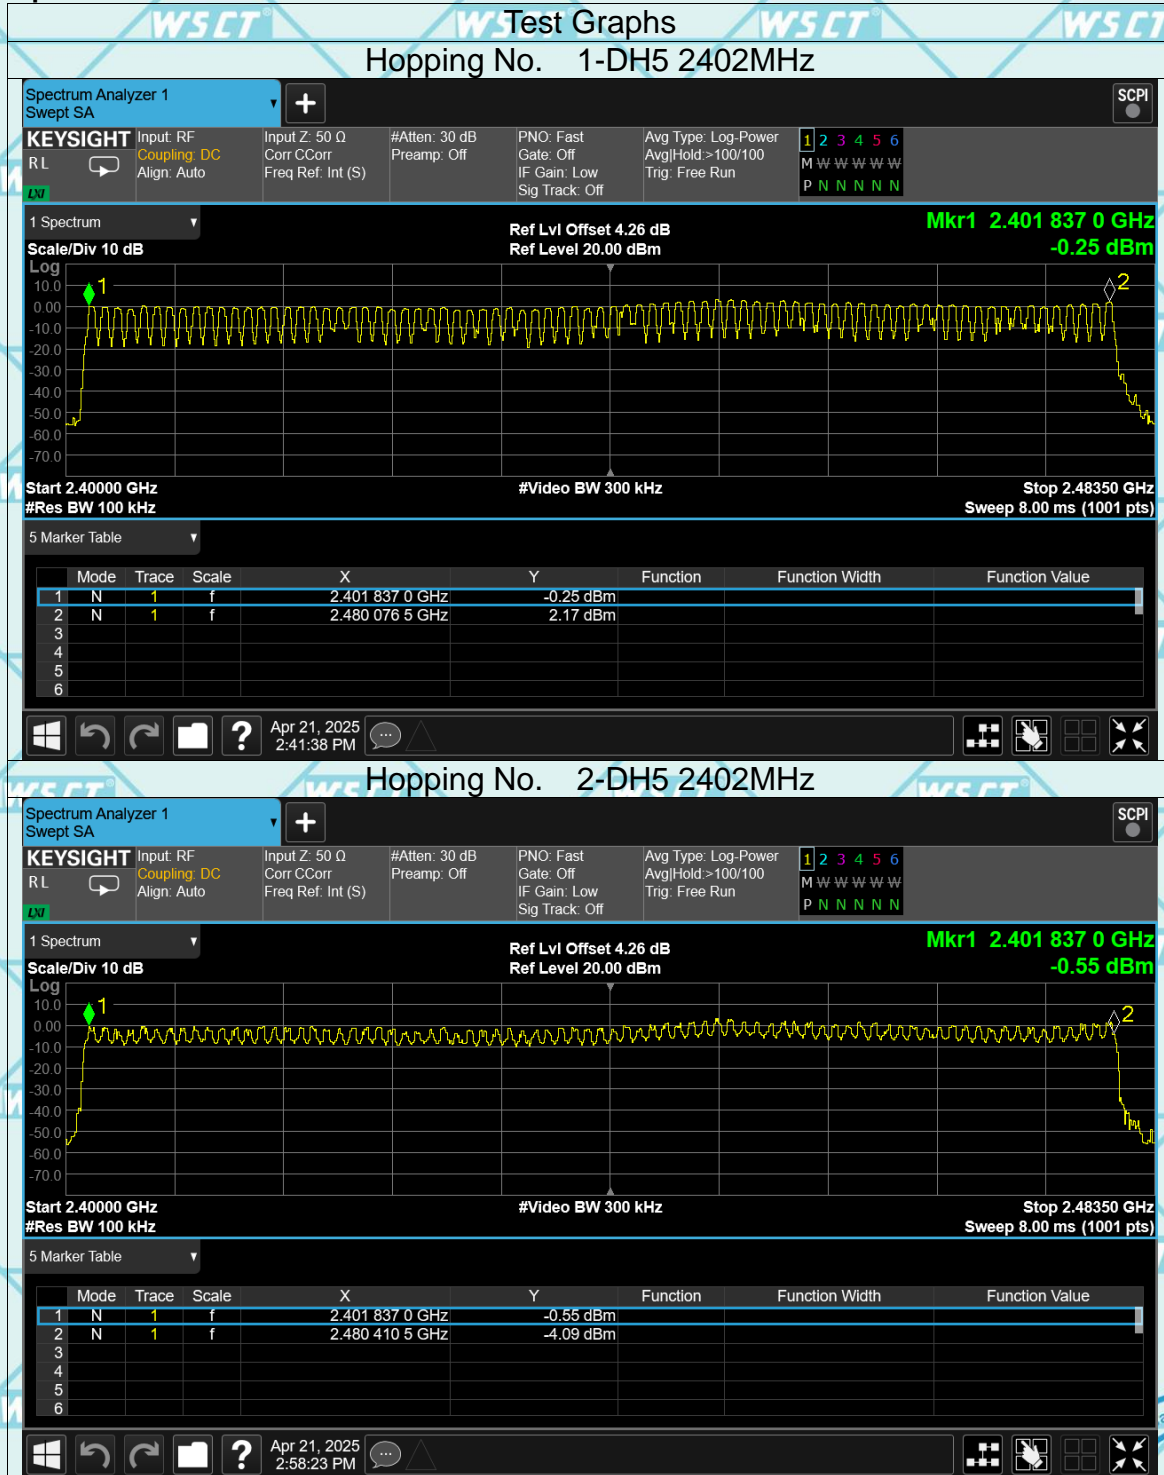 WSCT WSCT WSCT WSCT
Test Graphs
Hopping No. 1-DH5 2402MHz
Spectrum Analyzer 1
Swept SA
+
SCPI
KEYSIGHT
RL
LXI
Input: RF
Coupling: DC
Align: Auto
Input Z: 50 Ω
Corr CCorr
Freq Ref: Int (S)
#Atten: 30 dB
Preamp: Off
PNO: Fast
Gate: Off
IF Gain: Low
Sig Track: Off
Avg Type: Log-Power
Avg|Hold:>100/100
Trig: Free Run
1 2 3 4 5 6
M W W W W W
P N N N N N
1 Spectrum
Scale/Div 10 dB
Ref Lvl Offset 4.26 dB
Ref Level 20.00 dBm
Mkr1 2.401 837 0 GHz
-0.25 dBm
Log
10.0
0.00
-10.0
-20.0
-30.0
-40.0
-50.0
-60.0
-70.0
1
2
Start 2.40000 GHz
#Res BW 100 kHz
#Video BW 300 kHz
Stop 2.48350 GHz
Sweep 8.00 ms (1001 pts)
5 Marker Table
Mode Trace Scale X Y Function Function Width Function Value
1 N 1 f 2.401 837 0 GHz -0.25 dBm
2 N 1 f 2.480 076 5 GHz 2.17 dBm
3
4
5
6
?
Apr 21, 2025
2:41:38 PM
Hopping No. 2-DH5 2402MHz
WSCT WSCT WSCT
Spectrum Analyzer 1
Swept SA
+
SCPI
KEYSIGHT
RL
LXI
Input: RF
Coupling: DC
Align: Auto
Input Z: 50 Ω
Corr CCorr
Freq Ref: Int (S)
#Atten: 30 dB
Preamp: Off
PNO: Fast
Gate: Off
IF Gain: Low
Sig Track: Off
Avg Type: Log-Power
Avg|Hold:>100/100
Trig: Free Run
1 2 3 4 5 6
M W W W W W
P N N N N N
1 Spectrum
Scale/Div 10 dB
Ref Lvl Offset 4.26 dB
Ref Level 20.00 dBm
Mkr1 2.401 837 0 GHz
-0.55 dBm
Log
10.0
0.00
-10.0
-20.0
-30.0
-40.0
-50.0
-60.0
-70.0
1
2
Start 2.40000 GHz
#Res BW 100 kHz
#Video BW 300 kHz
Stop 2.48350 GHz
Sweep 8.00 ms (1001 pts)
5 Marker Table
Mode Trace Scale X Y Function Function Width Function Value
1 N 1 f 2.401 837 0 GHz -0.55 dBm
2 N 1 f 2.480 410 5 GHz -4.09 dBm
3
4
5
6
?
Apr 21, 2025
2:58:23 PM